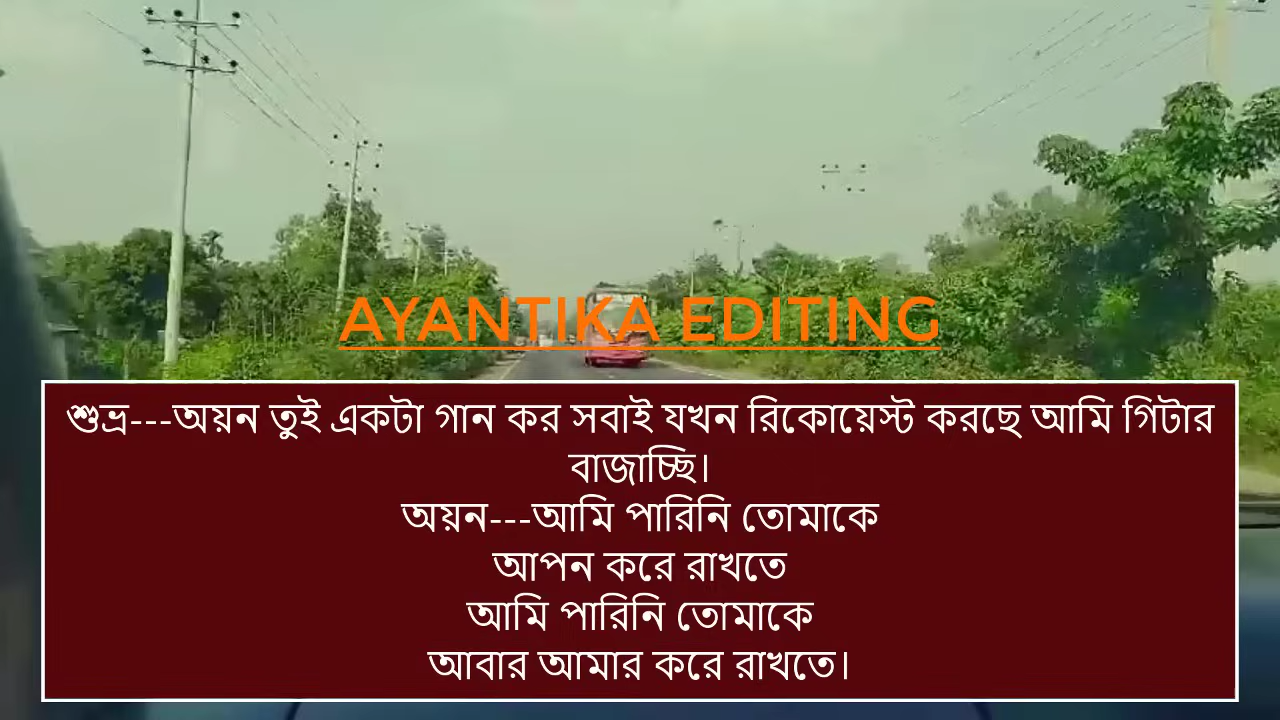 AYANTIKA EDITING
শুভ্র---অয়ন তুই একটা গান কর সবাই যখন রিকোয়েস্ট করছে আমি গিটার
বাজাচ্ছি।
অয়ন---আমি পারিনি তোমাকে
আপন করে রাখতে
আমি পারিনি তোমাকে
আবার আমার করে রাখতে।